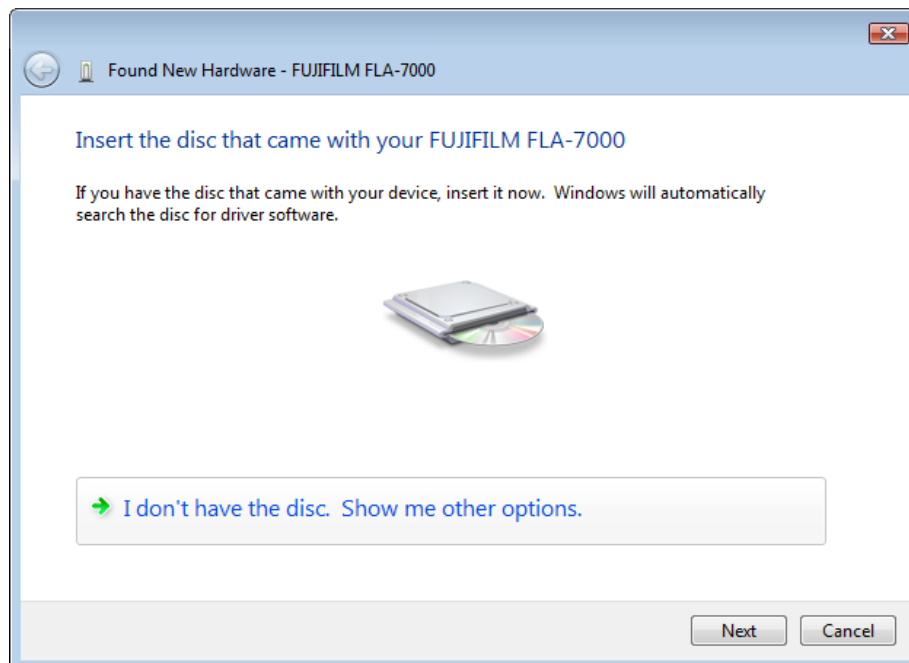 Found New Hardware - FUJIFILM FLA-7000
Insert the disc that came with your FUJIFILM FLA-7000
If you have the disc that came with your device, insert it now.  Windows will automatically
search the disc for driver software.
I don't have the disc.  Show me other options.
Next
Cancel